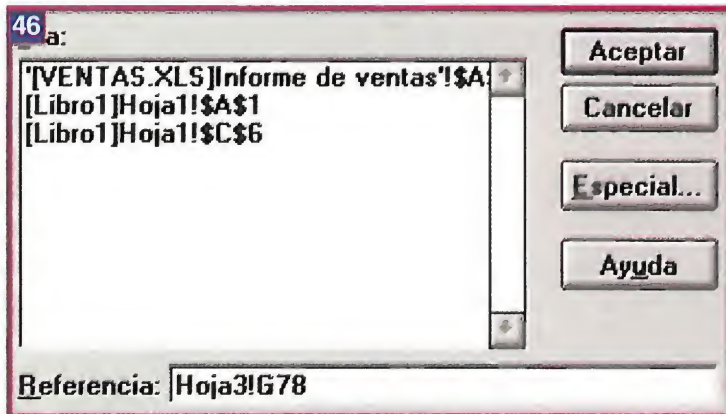 46
a:
'[VENTAS.XLS]Informe de ventas'!$A
[Libro1]Hoja1!$A$1
[Libro1]Hoja1!$C$6
Aceptar
Cancelar
Especial...
Ayuda
Referencia: Hoja3!G78